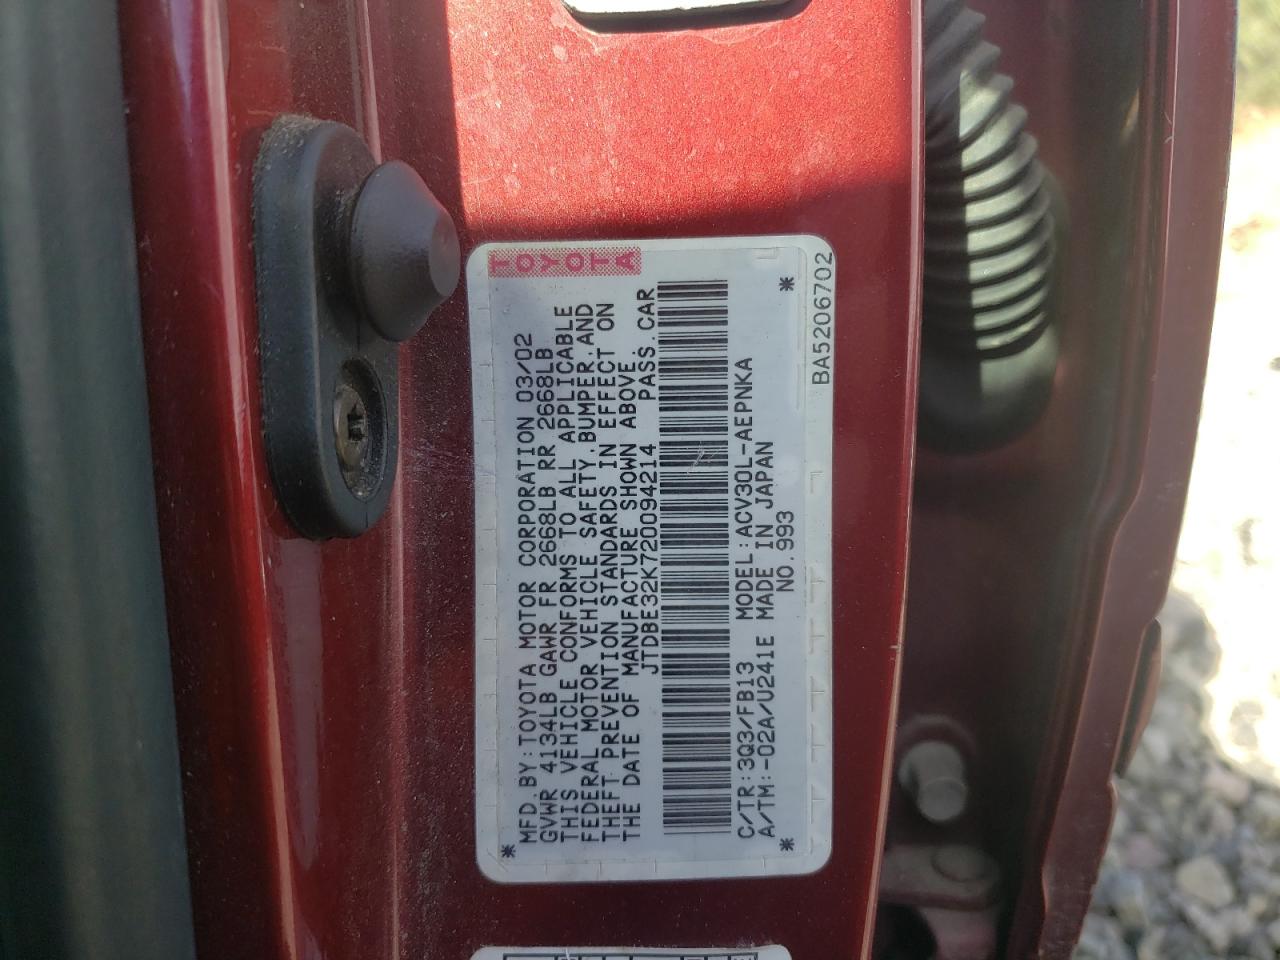 TOYOTA
MFD.BY:TOYOTA MOTOR CORPORATION 03/02
GVWR 4134LB GAWR FR 2668LB RR 2668LB
THIS VEHICLE CONFORMS TO ALL APPLICABLE
FEDERAL MOTOR VEHICLE SAFETY,BUMPER,AND
THEFT PREVENTION STANDARDS IN EFFECT ON
THE DATE OF MANUFACTURE SHOWN ABOVE.
JTDBE32K720094214 PASS.CAR
C/TR:3Q3/FB13 MODEL:ACV30L-AEPNKA
A/TM:-02A/U241E MADE IN JAPAN
* NO.993 *
BA5206702